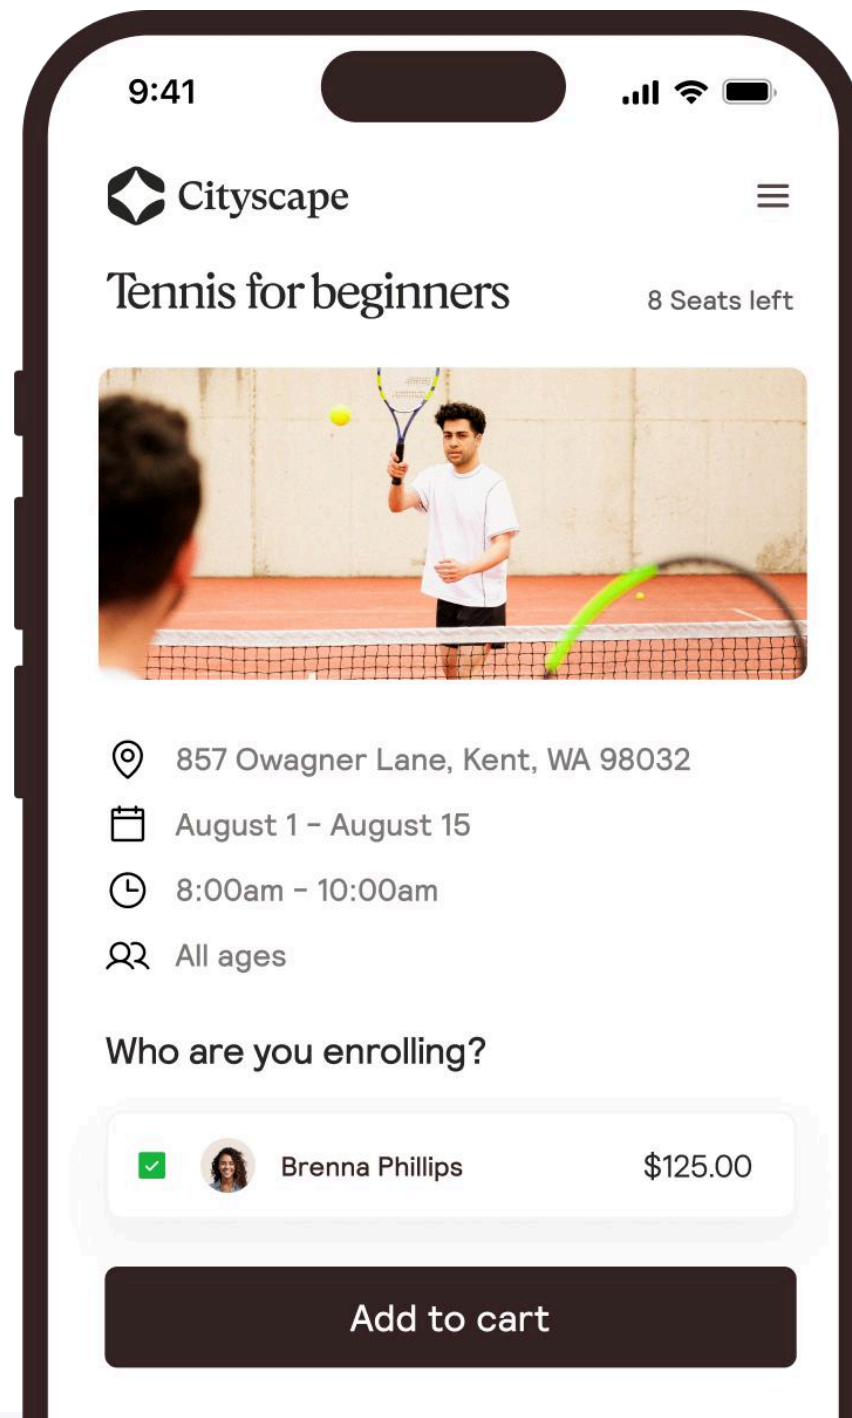 9:41
Cityscape
Tennis for beginners
8 Seats left
857 Owagner Lane, Kent, WA 98032
August 1 – August 15
8:00am – 10:00am
All ages
Who are you enrolling?
Brenna Phillips
$125.00
Add to cart